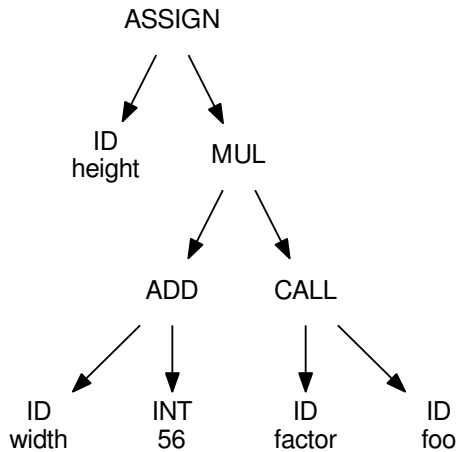 ASSIGN
ID
height
MUL
ADD
CALL
ID
width
INT
56
ID
factor
ID
foo